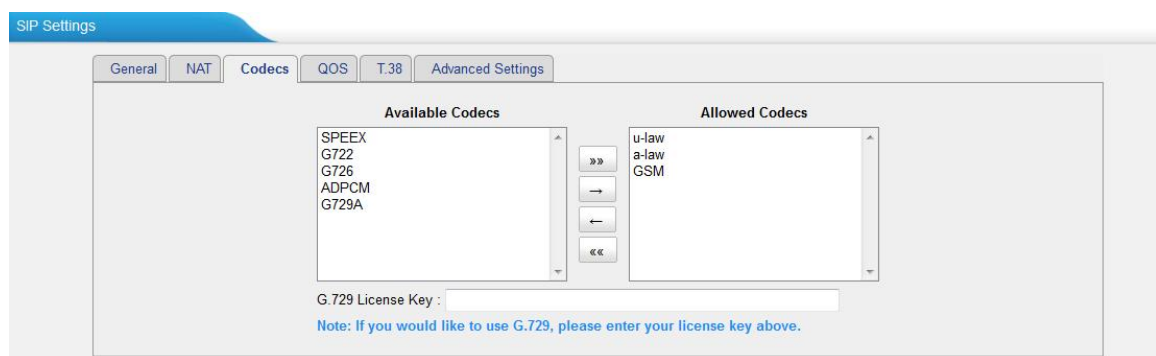 SIP Settings
General NAT Codecs QOS T.38 Advanced Settings
Available Codecs Allowed Codecs
SPEEX
G722
G726
ADPCM
G729A
»»
→
←
««
u-law
a-law
GSM
G.729 License Key :
Note: If you would like to use G.729, please enter your license key above.